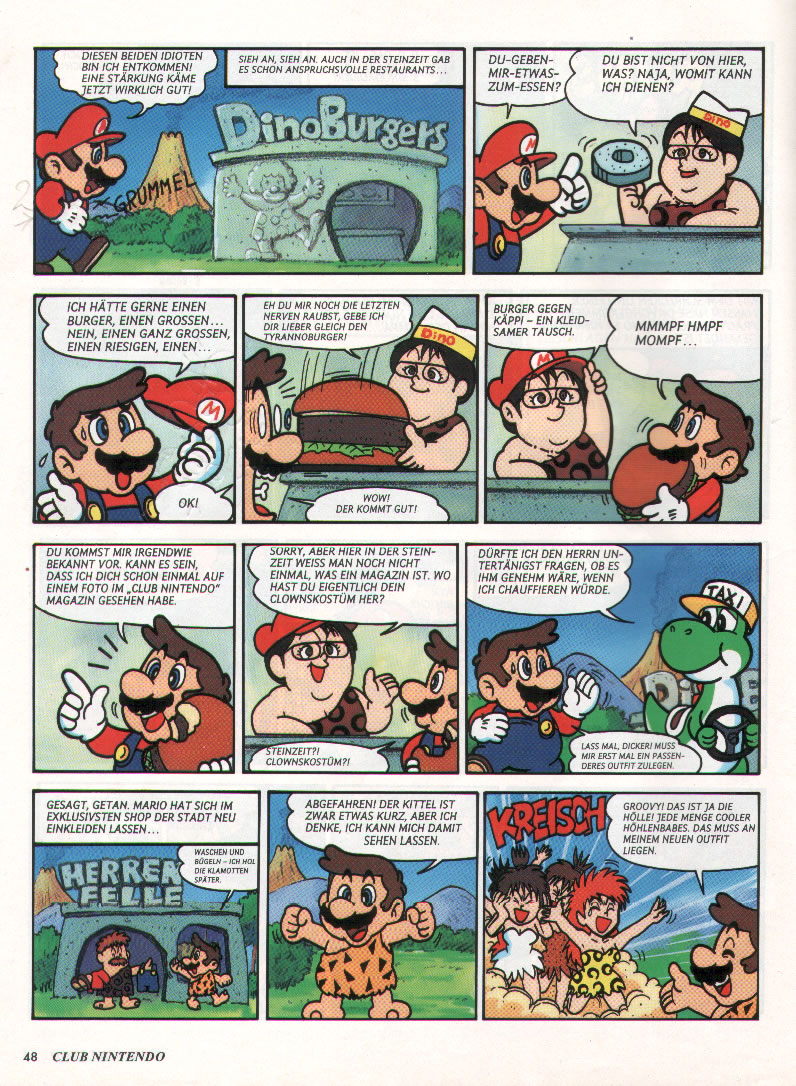 DIESEN BEIDEN IDIOTEN
BIN ICH ENTKOMMEN!
EINE STÄRKUNG KÄME
JETZT WIRKLICH GUT!
SIEH AN, SIEH AN. AUCH IN DER STEINZEIT GAB
ES SCHON ANSPRUCHSVOLLE RESTAURANTS...
DINOBURGERS
M
GRUMMEL
2
DU-GEBEN-
MIR-ETWAS-
ZUM-ESSEN?
DU BIST NICHT VON HIER,
WAS? NAJA, WOMIT KANN
ICH DIENEN?
Dino
M
ICH HÄTTE GERNE EINEN
BURGER, EINEN GROSSEN...
NEIN, EINEN GANZ GROSSEN,
EINEN RIESIGEN, EINEN...
M
OK!
EH DU MIR NOCH DIE LETZTEN
NERVEN RAUBST, GEBE ICH
DIR LIEBER GLEICH DEN
TYRANNOBURGER!
Dino
WOW!
DER KOMMT GUT!
BURGER GEGEN
KÄPPI – EIN KLEID-
SAMER TAUSCH.
M
MMMPF HMPF
MOMPF...
DU KOMMST MIR IRGENDWIE
BEKANNT VOR. KANN ES SEIN,
DASS ICH DICH SCHON EINMAL AUF
EINEM FOTO IM „CLUB NINTENDO“
MAGAZIN GESEHEN HABE.
SORRY, ABER HIER IN DER STEIN-
ZEIT WEISS MAN NOCH NICHT
EINMAL, WAS EIN MAGAZIN IST. WO
HAST DU EIGENTLICH DEIN
CLOWNSKOSTÜM HER?
STEINZEIT?!
CLOWNSKOSTÜM?!
DÜRFTE ICH DEN HERRN UN-
TERTÄNIGST FRAGEN, OB ES
IHM GENEHM WÄRE, WENN
ICH CHAUFFIEREN WÜRDE.
TAXI
LASS MAL, DICKER! MUSS
MIR ERST MAL EIN PASSEN-
DERES OUTFIT ZULEGEN.
GESAGT, GETAN. MARIO HAT SICH IM
EXKLUSIVSTEN SHOP DER STADT NEU
EINKLEIDEN LASSEN...
WASCHEN UND
BÜGELN – ICH HOL
DIE KLAMOTTEN
SPÄTER.
HERREN
FELLE
ABGEFAHREN! DER KITTEL IST
ZWAR ETWAS KURZ, ABER ICH
DENKE, ICH KANN MICH DAMIT
SEHEN LASSEN.
KREISCH
GROOVY! DAS IST JA DIE
HÖLLE! JEDE MENGE COOLER
HÖHLENBABES. DAS MUSS AN
MEINEM NEUEN OUTFIT
LIEGEN.
48 CLUB NINTENDO